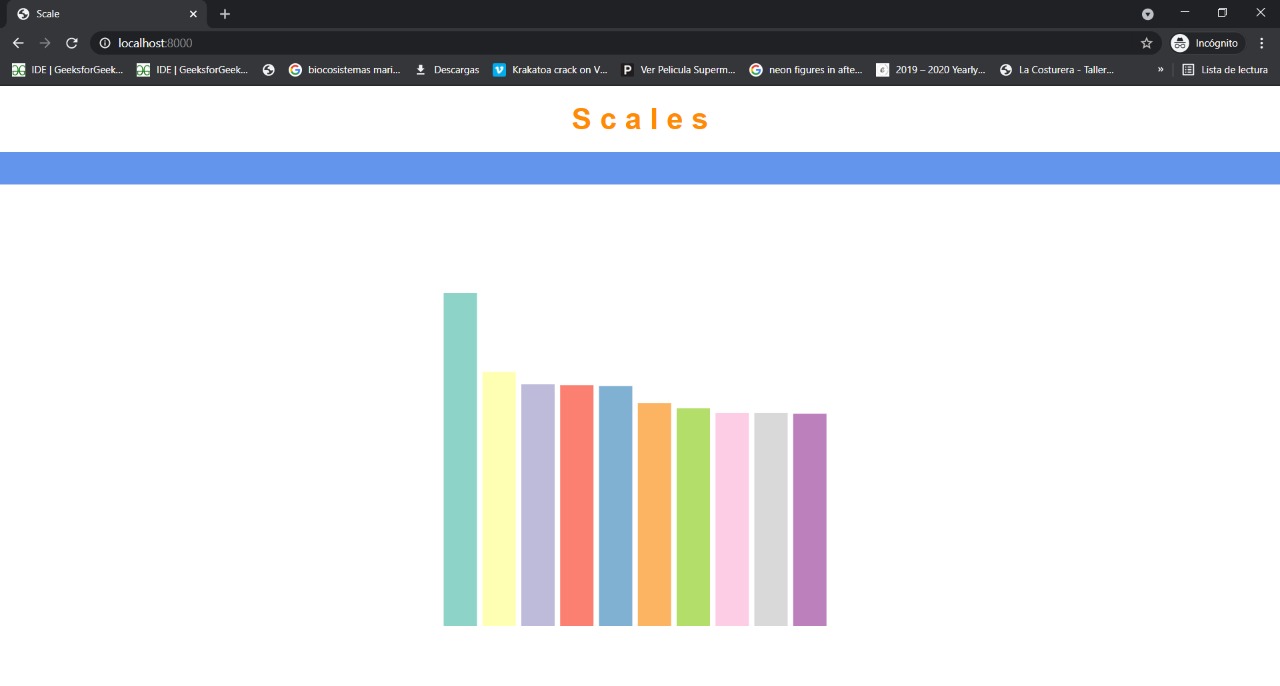 Scale
localhost:8000
Incógnito
IDE | GeeksforGeek...
IDE | GeeksforGeek...
biocosistemas mari...
Descargas
Krakatoa crack on V...
Ver Pelicula Superm...
neon figures in afte...
2019 – 2020 Yearly...
La Costurera - Taller...
»
Lista de lectura
Scales